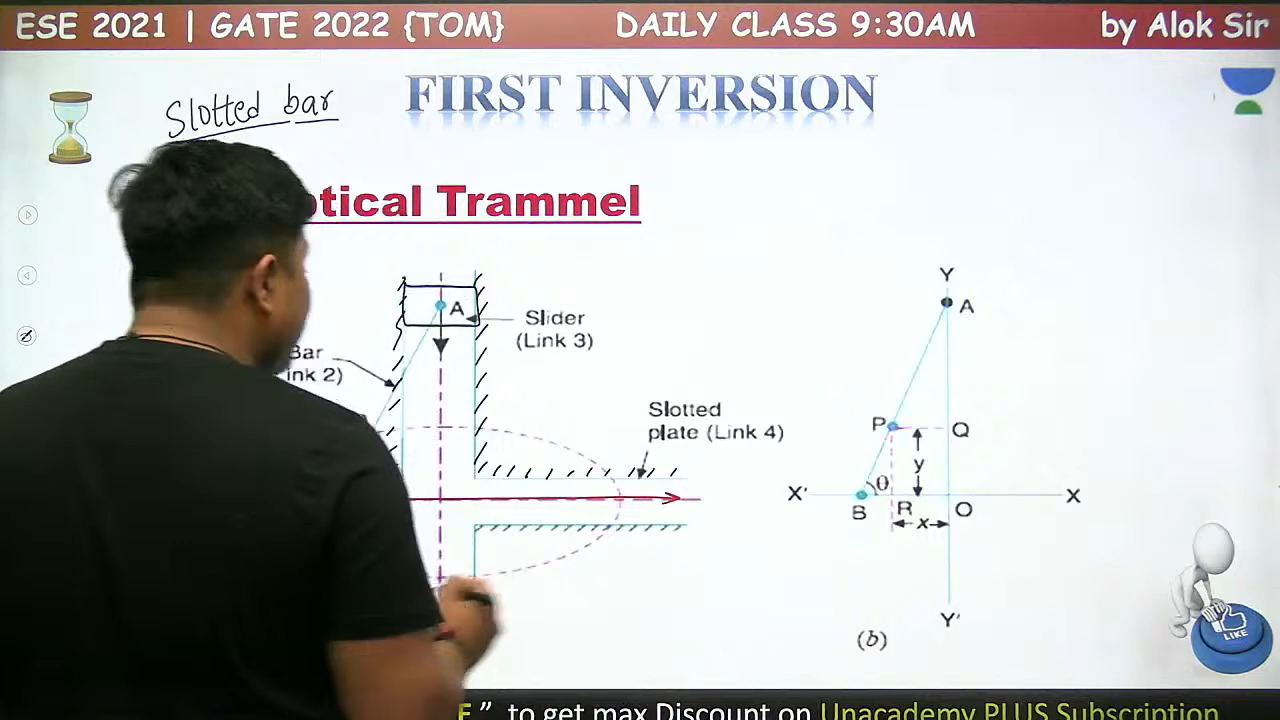 ESE 2021 | GATE 2022 {TOM} DAILY CLASS 9:30AM by Alok Sir
Slotted bar
FIRST INVERSION
ptical Trammel
A
Slider
(Link 3)
Bar
ink 2)
Slotted
plate (Link 4)
Y
A
P
Q
y
θ
X'
X
B
R
O
x
Y'
(b)
LIKE
F " to get max Discount on Unacademy PLUS Subscription